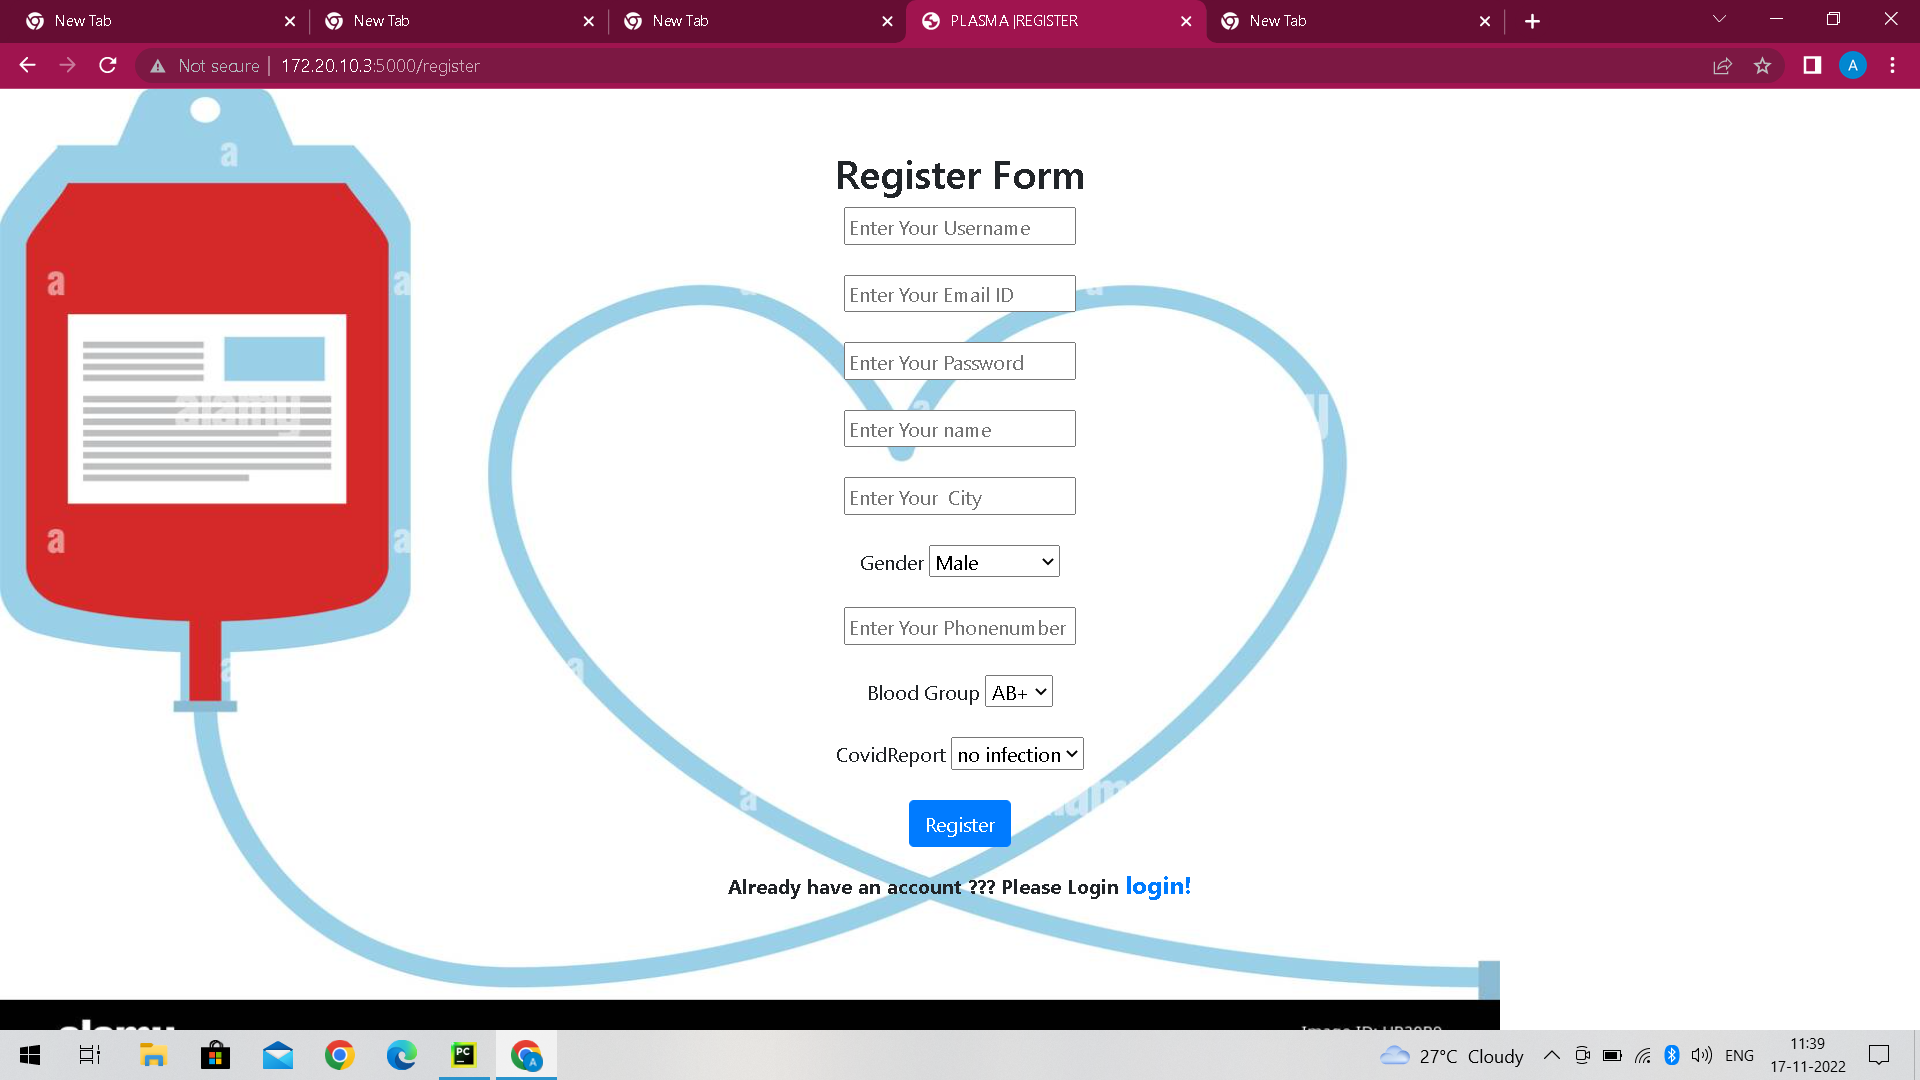 New Tab
New Tab
New Tab
PLASMA |REGISTER
New Tab
Not secure
172.20.10.3:5000/register
A
Register Form
Enter Your Username
Enter Your Email ID
Enter Your Password
Enter Your name
Enter Your  City
Gender Male
Enter Your Phonenumber
Blood Group AB+
CovidReport no infection
Register
Already have an account ??? Please Login login!
a
a
a
a
a
a
a
a
alamy
alamy
PC
A
27°C Cloudy
ENG
11:39
17-11-2022